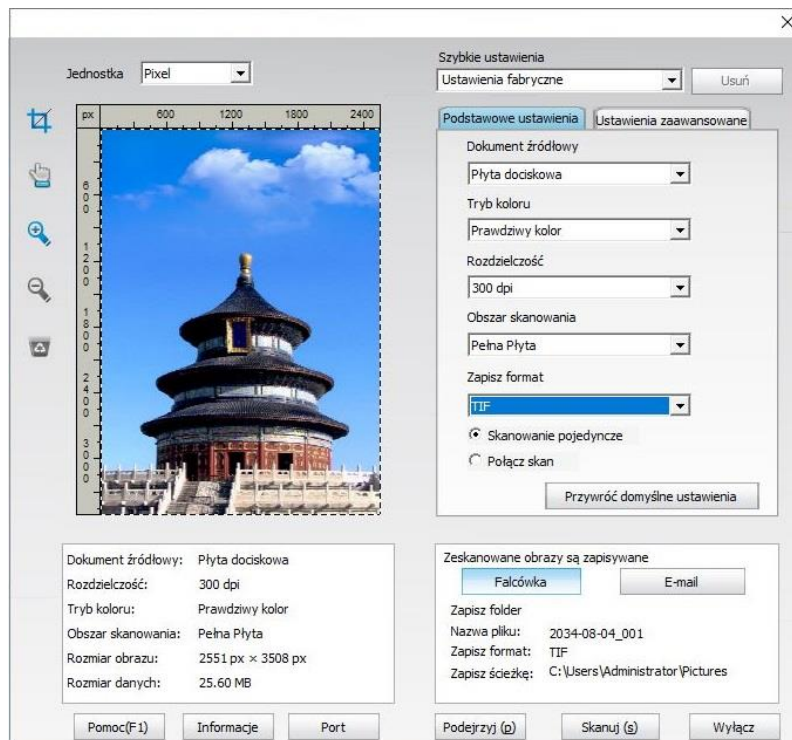 Szybkie ustawienia
Jednostka Pixel
Ustawienia fabryczne Usuń
px 600 1200 1800 2400
600
1200
1800
2400
3000
Podstawowe ustawienia Ustawienia zaawansowane
Dokument źródłowy
Płyta dociskowa
Tryb koloru
Prawdziwy kolor
Rozdzielczość
300 dpi
Obszar skanowania
Pełna Płyta
Zapisz format
TIF
Skanowanie pojedyncze
Połącz skan
Przywróć domyślne ustawienia
Dokument źródłowy: Płyta dociskowa
Rozdzielczość: 300 dpi
Tryb koloru: Prawdziwy kolor
Obszar skanowania: Pełna Płyta
Rozmiar obrazu: 2551 px × 3508 px
Rozmiar danych: 25.60 MB
Zeskanowane obrazy są zapisywane
Falcówka E-mail
Zapisz folder
Nazwa pliku: 2034-08-04_001
Zapisz format: TIF
Zapisz ścieżkę: C:\Users\Administrator\Pictures
Pomoc(F1) Informacje Port Podejrzyj (p) Skanuj (s) Wyłącz